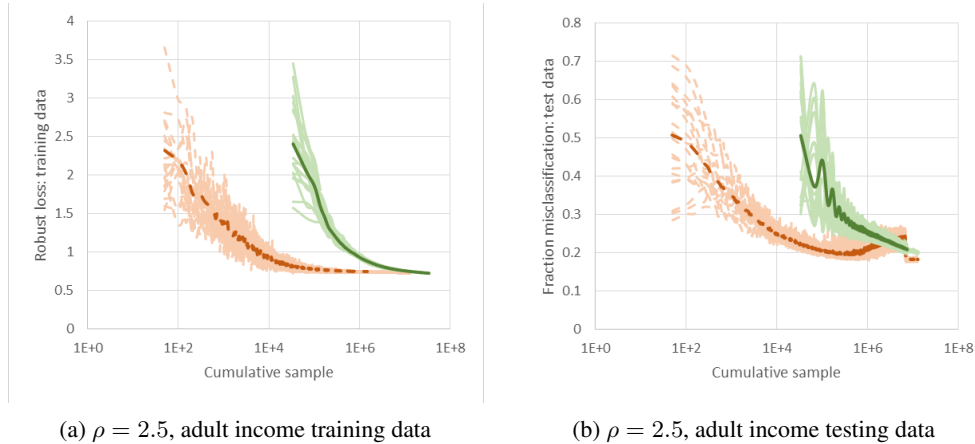 Robust loss: training data
4
3.5
3
2.5
2
1.5
1
0.5
0
1E+0 1E+2 1E+4 1E+6 1E+8
Cumulative sample
(a) ρ = 2.5, adult income training data
Fraction misclassification: test data
0.8
0.7
0.6
0.5
0.4
0.3
0.2
0.1
0
1E+0 1E+2 1E+4 1E+6 1E+8
Cumulative sample
(b) ρ = 2.5, adult income testing data